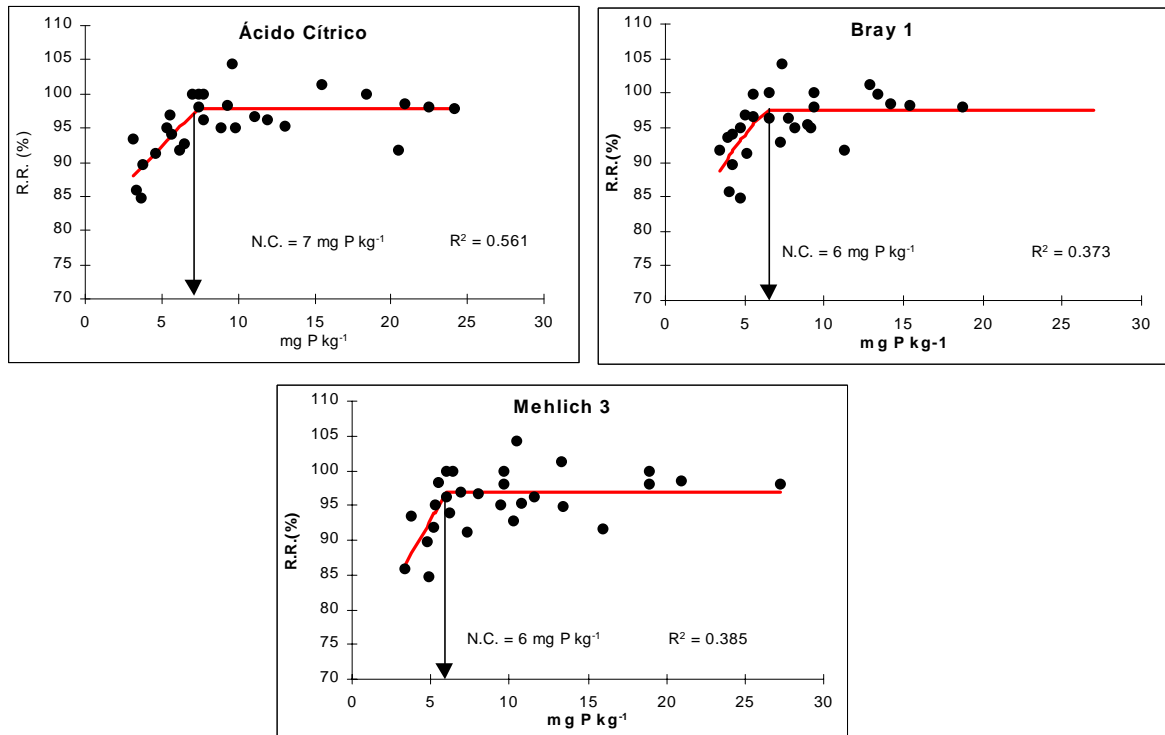 Ácido Cítrico
R.R. (%)
110
105
100
95
90
85
80
75
70
N.C. = 7 mg P kg-1 R2 = 0.561
0 5 10 15 20 25 30
mg P kg-1
Bray 1
R.R.(%)
110
105
100
95
90
85
80
75
70
N.C. = 6 mg P kg-1 R2 = 0.373
0 5 10 15 20 25 30
mg P kg-1
Mehlich 3
R.R.(%)
110
105
100
95
90
85
80
75
70
N.C. = 6 mg P kg-1 R2 = 0.385
0 5 10 15 20 25 30
mg P kg-1